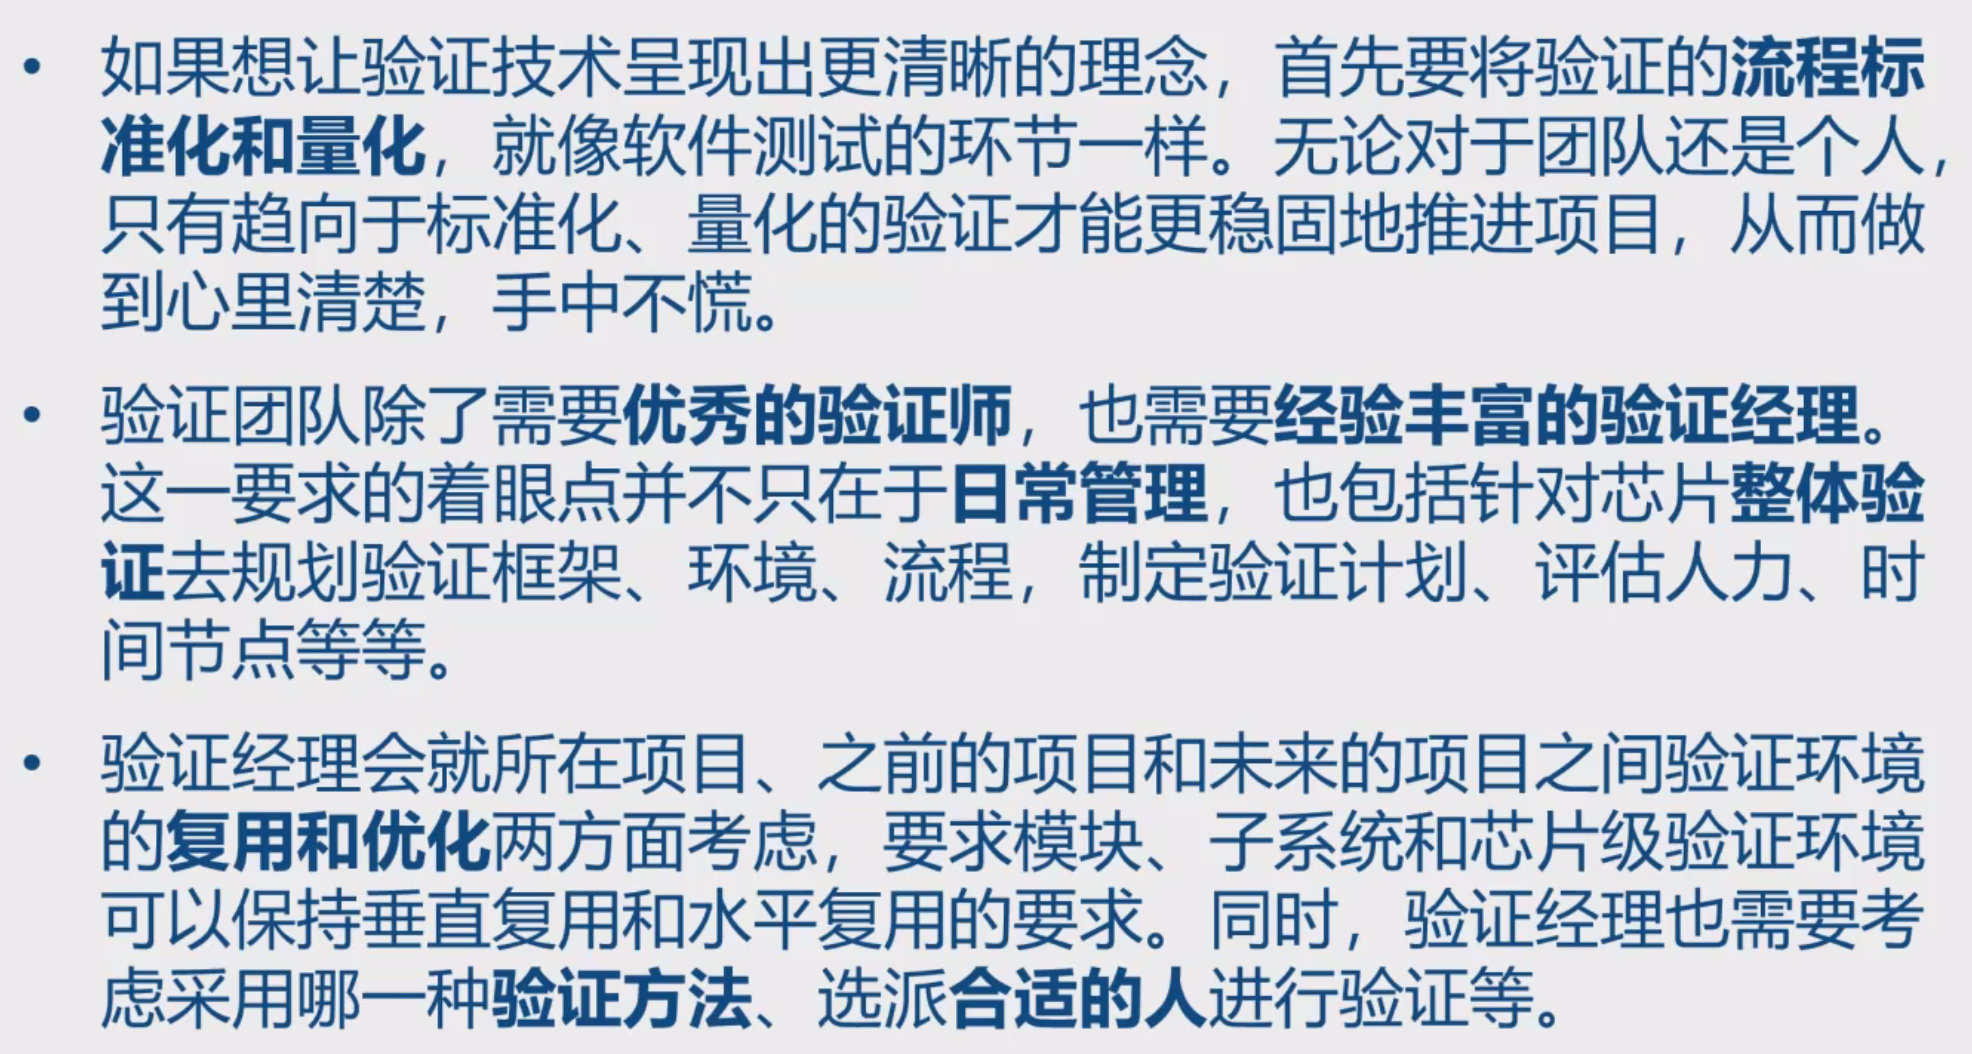 • 如果想让验证技术呈现出更清晰的理念，首先要将验证的流程标
准化和量化，就像软件测试的环节一样。无论对于团队还是个人，
只有趋向于标准化、量化的验证才能更稳固地推进项目，从而做
到心里清楚，手中不慌。
• 验证团队除了需要优秀的验证师，也需要经验丰富的验证经理。
这一要求的着眼点并不只在于日常管理，也包括针对芯片整体验
证去规划验证框架、环境、流程，制定验证计划、评估人力、时
间节点等等。
• 验证经理会就所在项目、之前的项目和未来的项目之间验证环境
的复用和优化两方面考虑，要求模块、子系统和芯片级验证环境
可以保持垂直复用和水平复用的要求。同时，验证经理也需要考
虑采用哪一种验证方法、选派合适的人进行验证等。